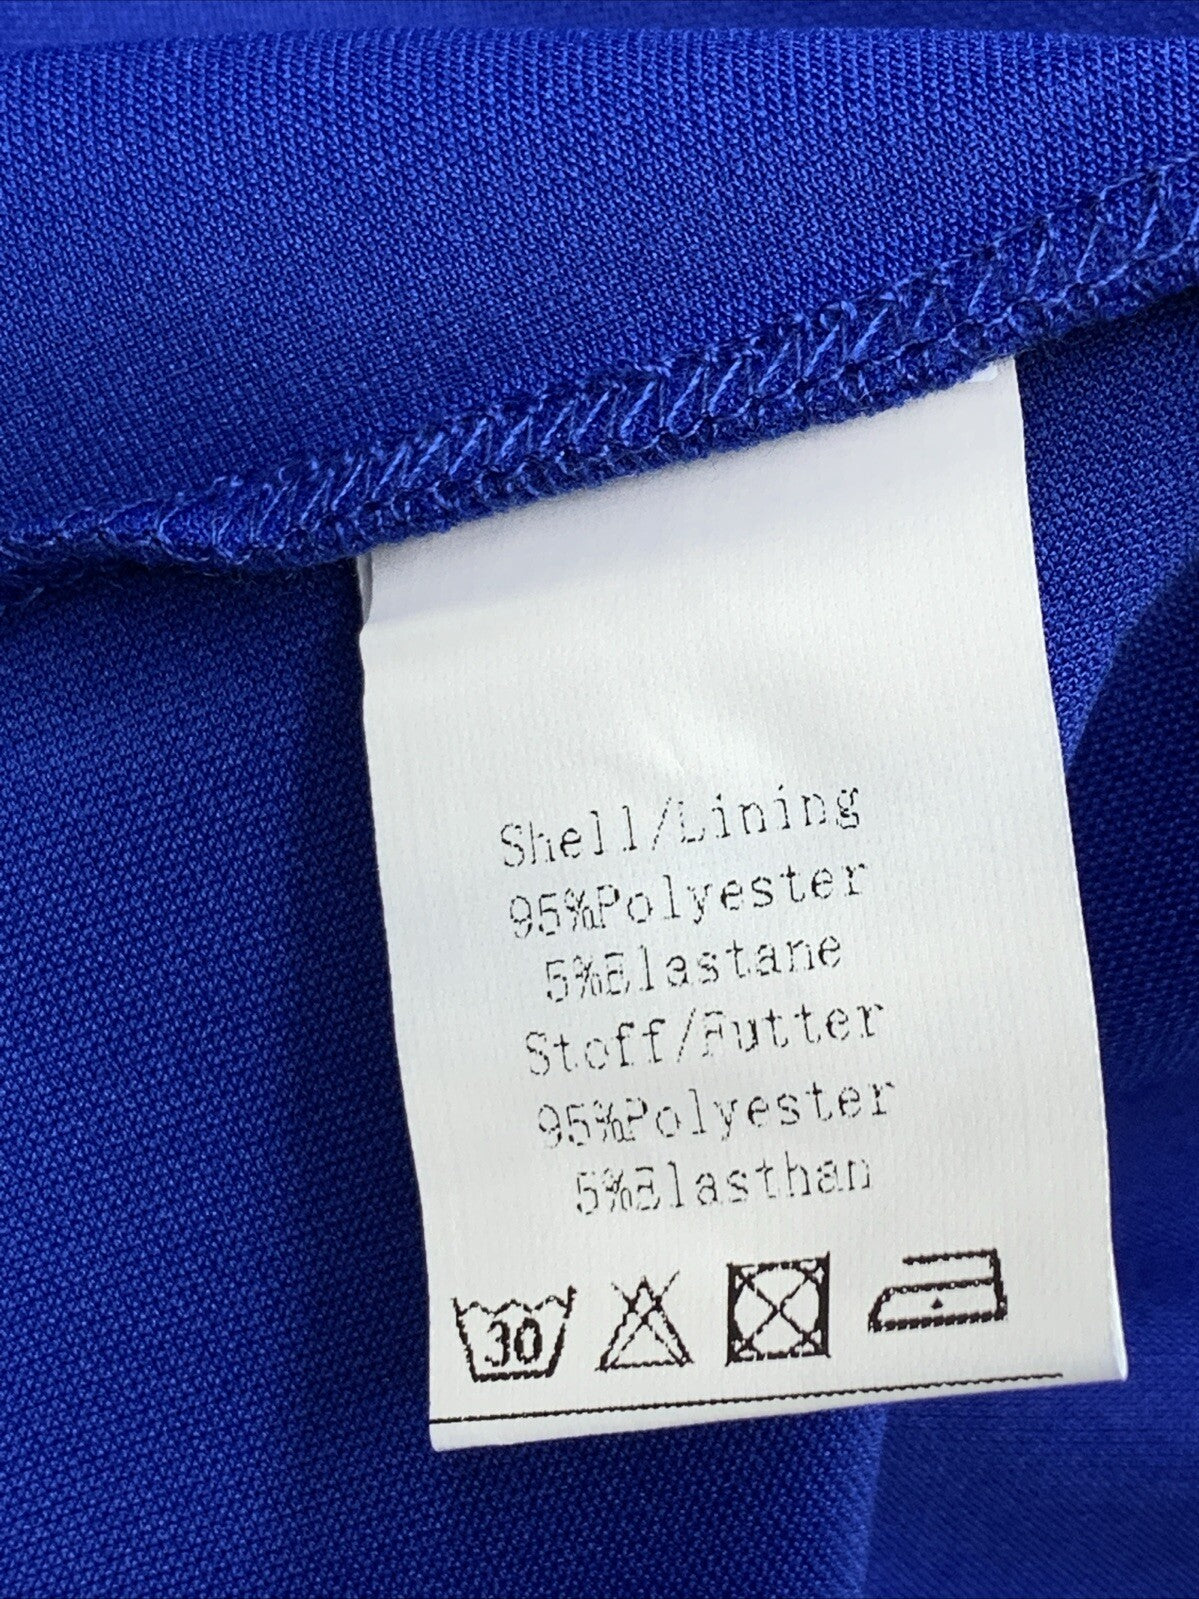 Shell/Lining
95%Polyester
5%Elastane
Stoff/Futter
95%Polyester
5%Elasthan
30